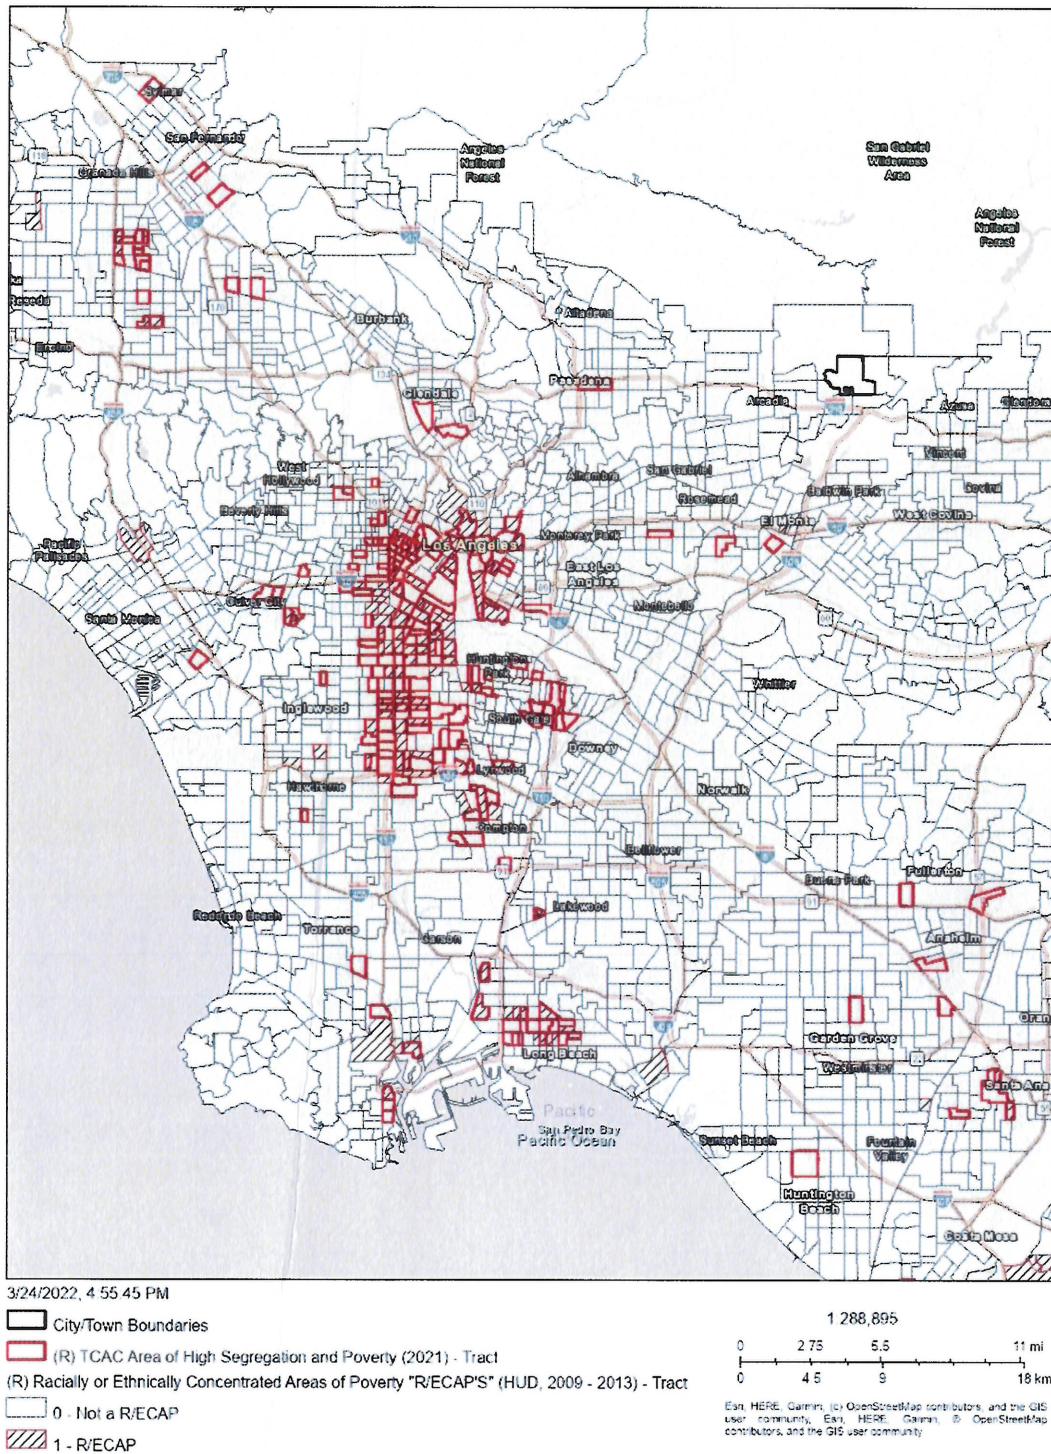 Sylmar
San Fernando
118
Granada Hills
Angeles
National
Forest
San Gabriel
Wilderness
Area
Angeles
National
Forest
Reseda
170
Burbank
Altadena
Encino
134
Glendale
Pasadena
Arcadia
Azusa
Glendora
Vincent
West
Hollywood
Alhambra
San Gabriel
Rosemead
Baldwin Park
Covina
Beverly Hills
El Monte
West Covina
Pacific
Palisades
Los Angeles
Monterey Park
East Los
Angeles
Culver City
Montebello
60
Santa Monica
Huntington
Park
Whittier
Inglewood
South Gate
Downey
Lynwood
Hawthorne
Norwalk
Compton
Bellflower
Buena Park
Fullerton
91
Redondo Beach
Lakewood
Torrance
Carson
Anaheim
Garden Grove
Long Beach
Westminster
Santa Ana
Pacific
San Pedro Bay
Pacific Ocean
Sunset Beach
Fountain
Valley
Huntington
Beach
Costa Mesa
3/24/2022, 4 55 45 PM
City/Town Boundaries
(R) TCAC Area of High Segregation and Poverty (2021) - Tract
(R) Racially or Ethnically Concentrated Areas of Poverty "R/ECAP'S" (HUD, 2009 - 2013) - Tract
0 - Not a R/ECAP
1 - R/ECAP
1 288,895
0 2.75 5.5 11 mi
0 4 5 9 18 km
Esri, HERE, Garmin, (c) OpenStreetMap contributors, and the GIS
user community, Esri, HERE, Garmin, © OpenStreetMap
contributors, and the GIS user community